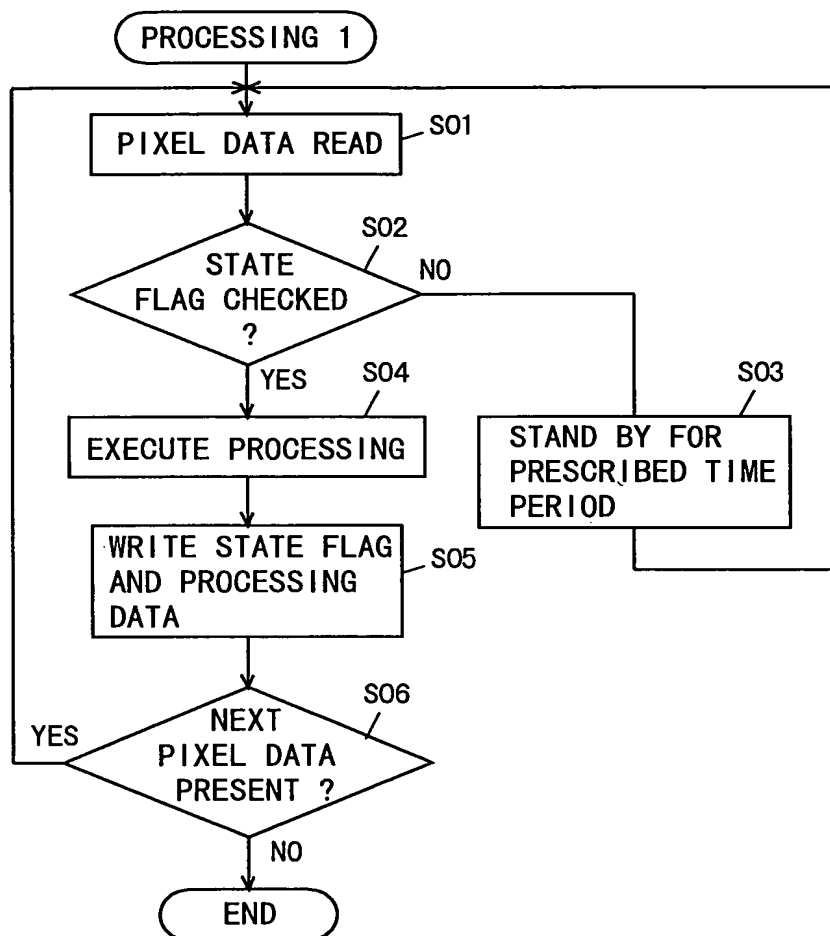 PROCESSING 1
PIXEL DATA READ
S01
STATE
FLAG CHECKED
?
S02
NO
YES
S03
STAND BY FOR
PRESCRIBED TIME
PERIOD
S04
EXECUTE PROCESSING
WRITE STATE FLAG
AND PROCESSING
DATA
S05
S06
NEXT
PIXEL DATA
PRESENT ?
YES
NO
END